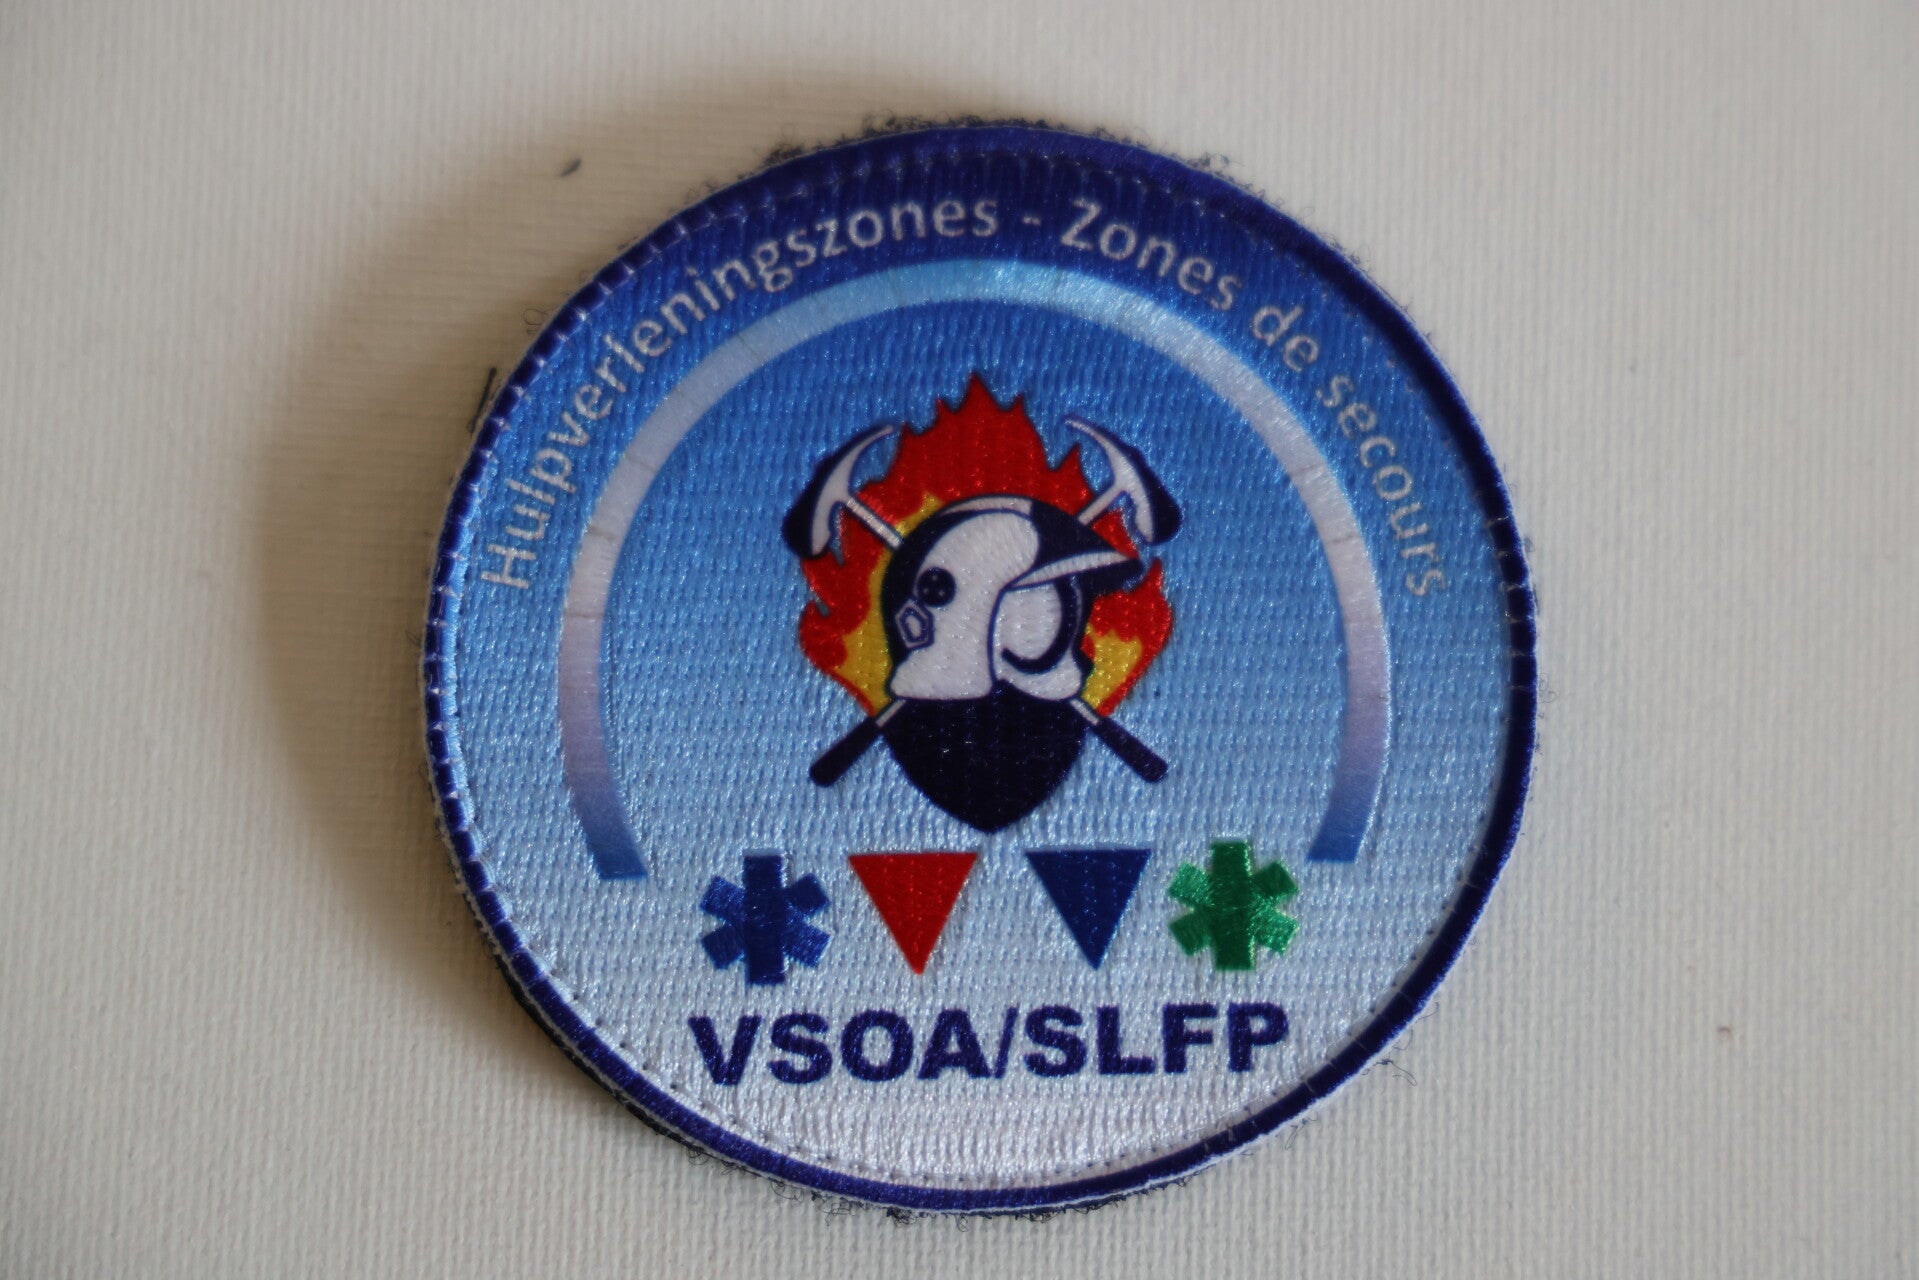 Hulpverleningszones - Zones de secours
VSOA/SLFP